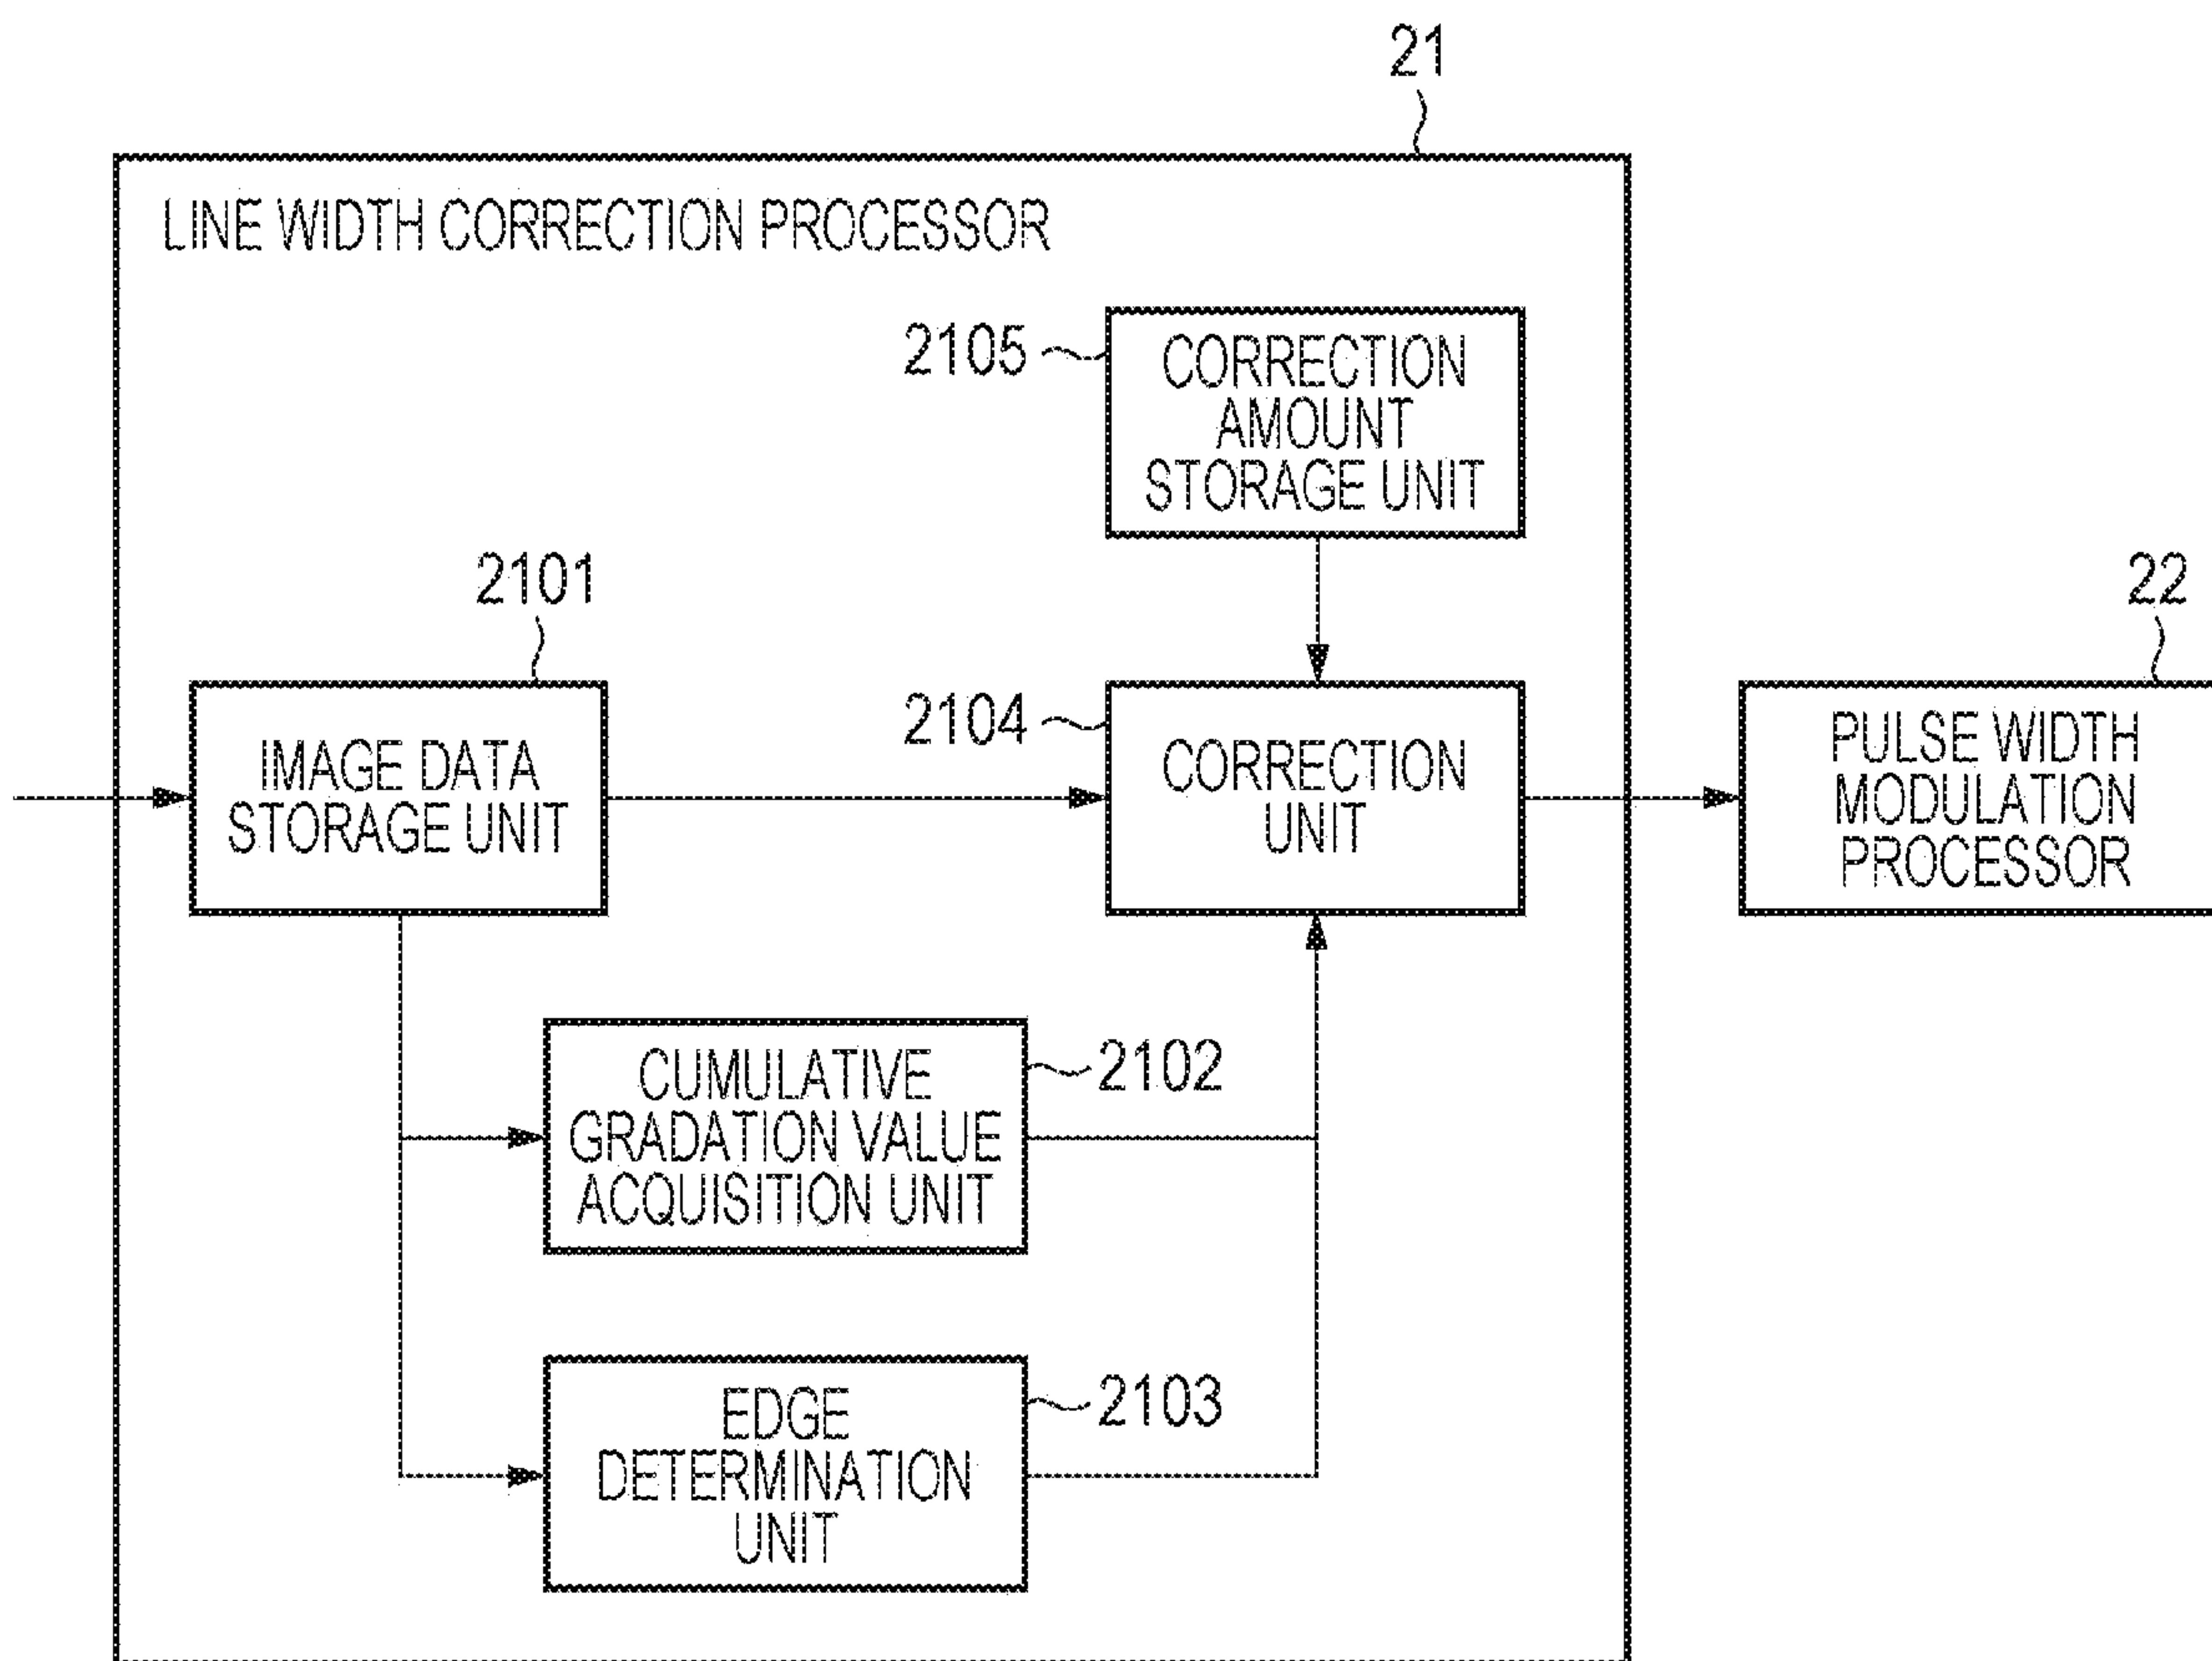 21
LINE WIDTH CORRECTION PROCESSOR
2105
CORRECTION
AMOUNT
STORAGE UNIT
2101
22
IMAGE DATA
STORAGE UNIT
2104
CORRECTION
UNIT
PULSE WIDTH
MODULATION
PROCESSOR
CUMULATIVE
GRADATION VALUE
ACQUISITION UNIT
2102
EDGE
DETERMINATION
UNIT
2103